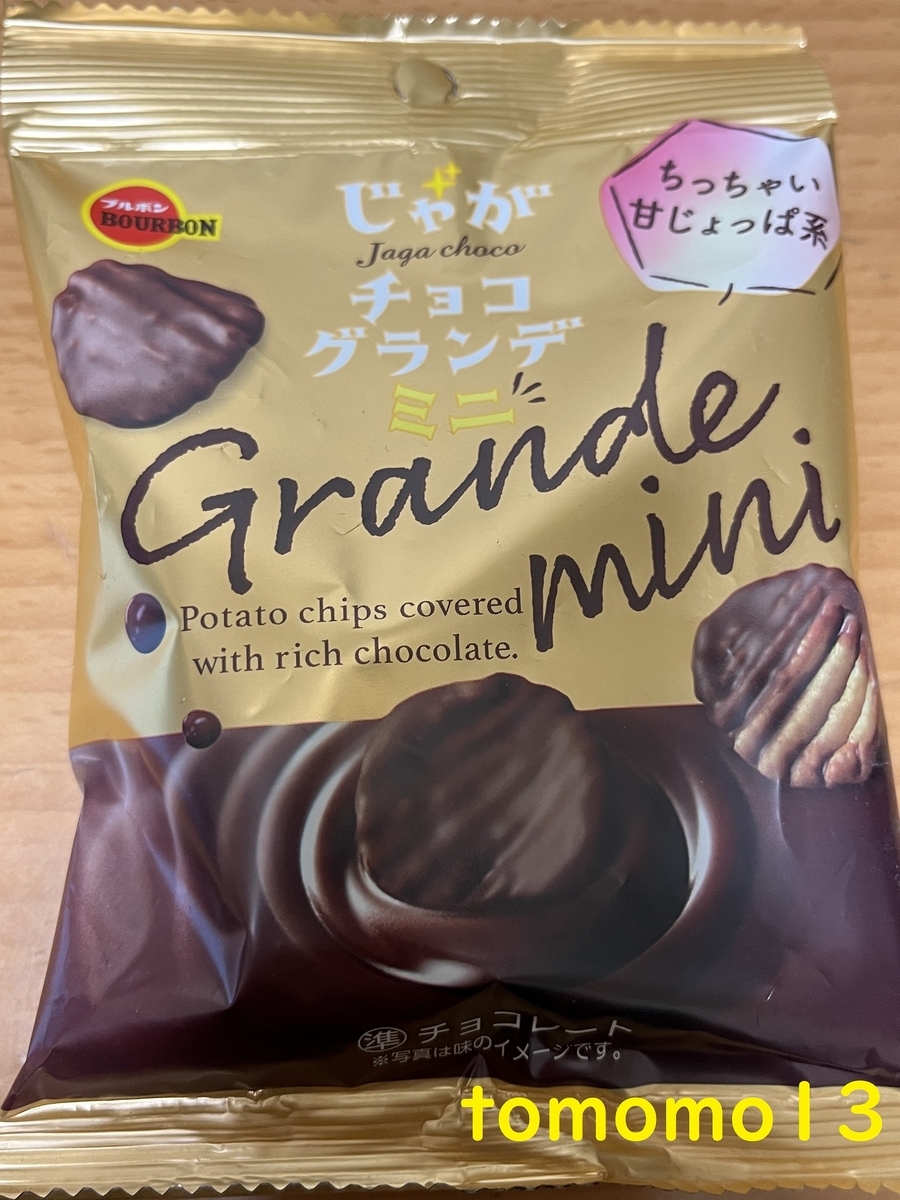 ブルボン
BOURBON
じゃが
Jaga choco
チョコ
グランデ
ミニ
ちっちゃい
甘じょっぱ系
Grande
mini
Potato chips covered
with rich chocolate.
準 チョコレート
※写真は味のイメージです。
tomomo13